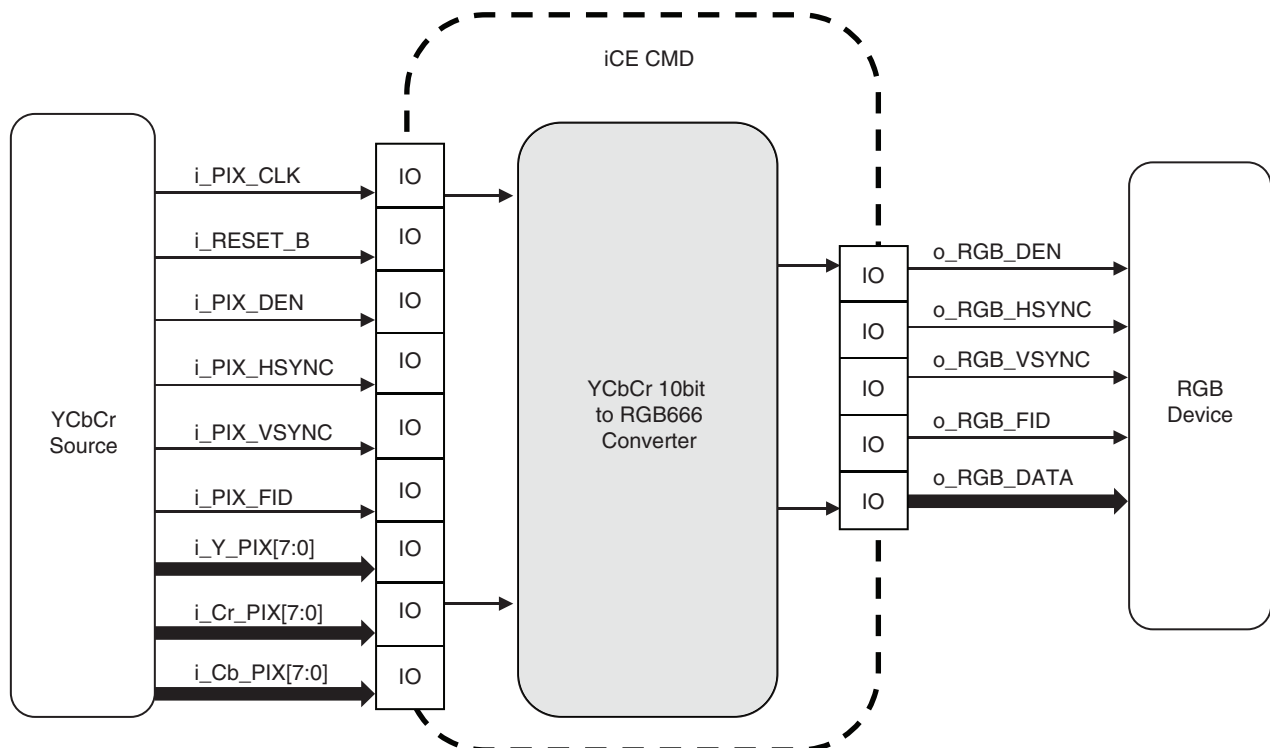 iCE CMD
YCbCr
Source
i_PIX_CLK
i_RESET_B
i_PIX_DEN
i_PIX_HSYNC
i_PIX_VSYNC
i_PIX_FID
i_Y_PIX[7:0]
i_Cr_PIX[7:0]
i_Cb_PIX[7:0]
IO
IO
IO
IO
IO
IO
IO
IO
IO
YCbCr 10bit
to RGB666
Converter
IO
IO
IO
IO
IO
o_RGB_DEN
o_RGB_HSYNC
o_RGB_VSYNC
o_RGB_FID
o_RGB_DATA
RGB
Device